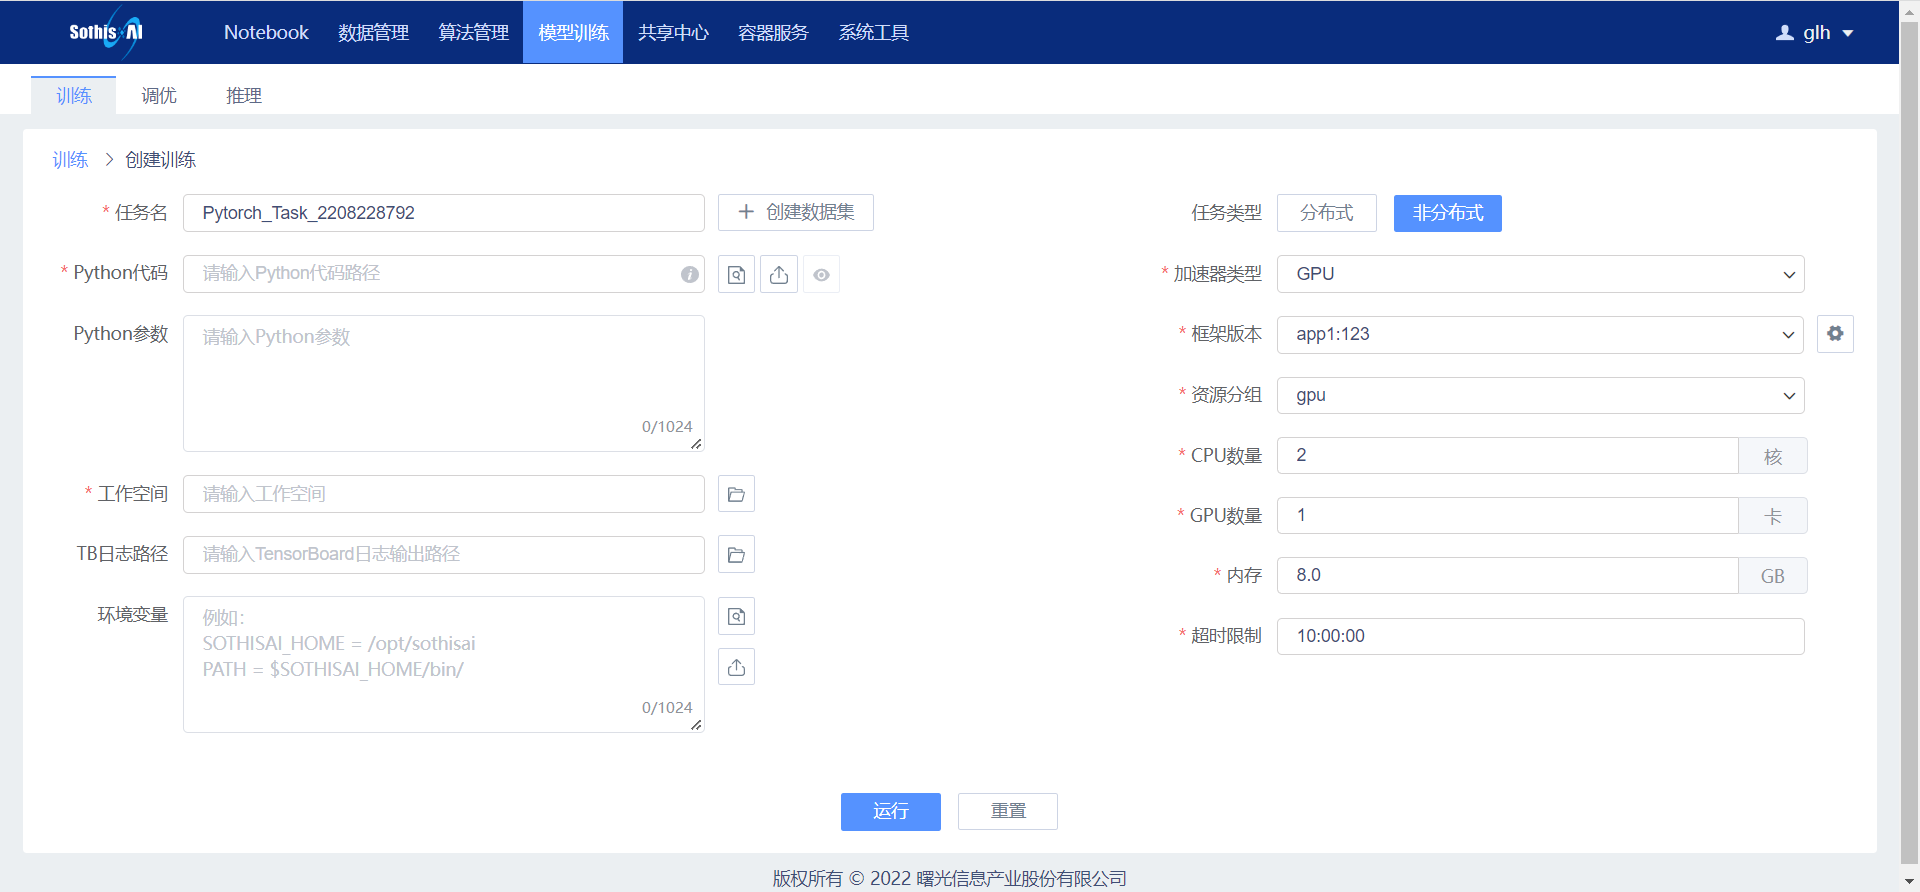 SothisAI
Notebook 数据管理 算法管理 模型训练 共享中心 容器服务 系统工具 glh
训练 调优 推理
训练 > 创建训练
* 任务名 Pytorch_Task_2208228792 + 创建数据集 任务类型 分布式 非分布式
* Python代码 请输入Python代码路径 * 加速器类型 GPU
Python参数 请输入Python参数 * 框架版本 app1:123
* 资源分组 gpu
0/1024
* CPU数量 2 核
* 工作空间 请输入工作空间 * GPU数量 1 卡
TB日志路径 请输入TensorBoard日志输出路径 * 内存 8.0 GB
环境变量 例如:
SOTHISAI_HOME = /opt/sothisai * 超时限制 10:00:00
PATH = $SOTHISAI_HOME/bin/
0/1024
运行 重置
版权所有 © 2022 曙光信息产业股份有限公司